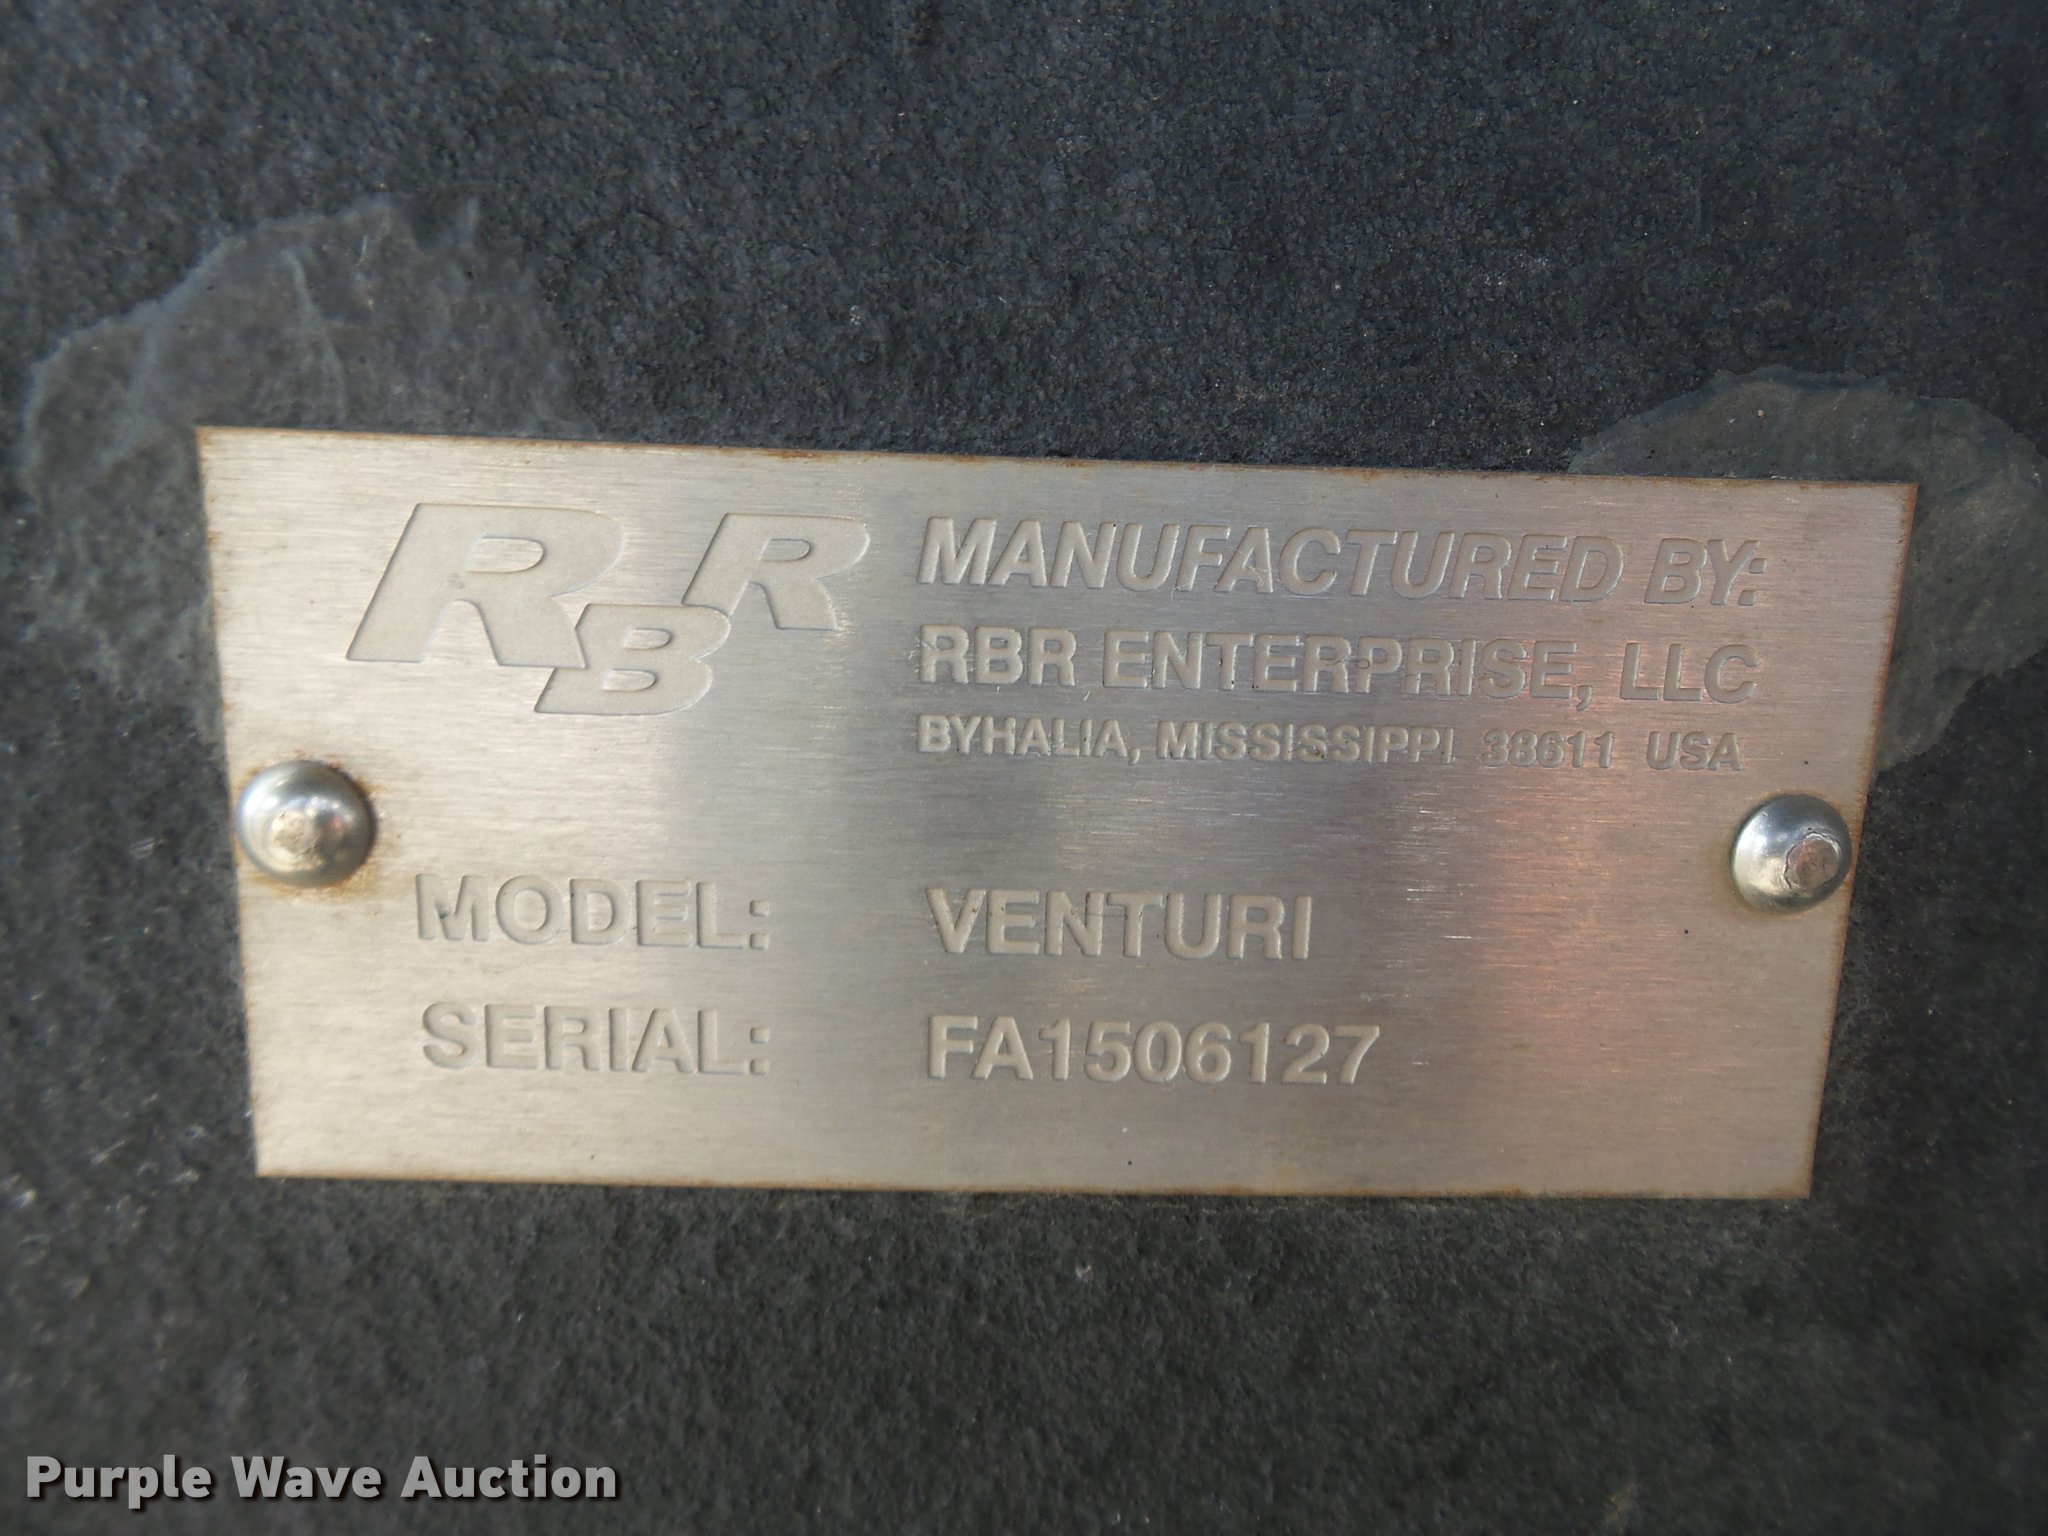 RBR
MANUFACTURED BY:
RBR ENTERPRISE, LLC
BYHALIA, MISSISSIPPI 38611 USA
MODEL: VENTURI
SERIAL: FA1506127
Purple Wave Auction